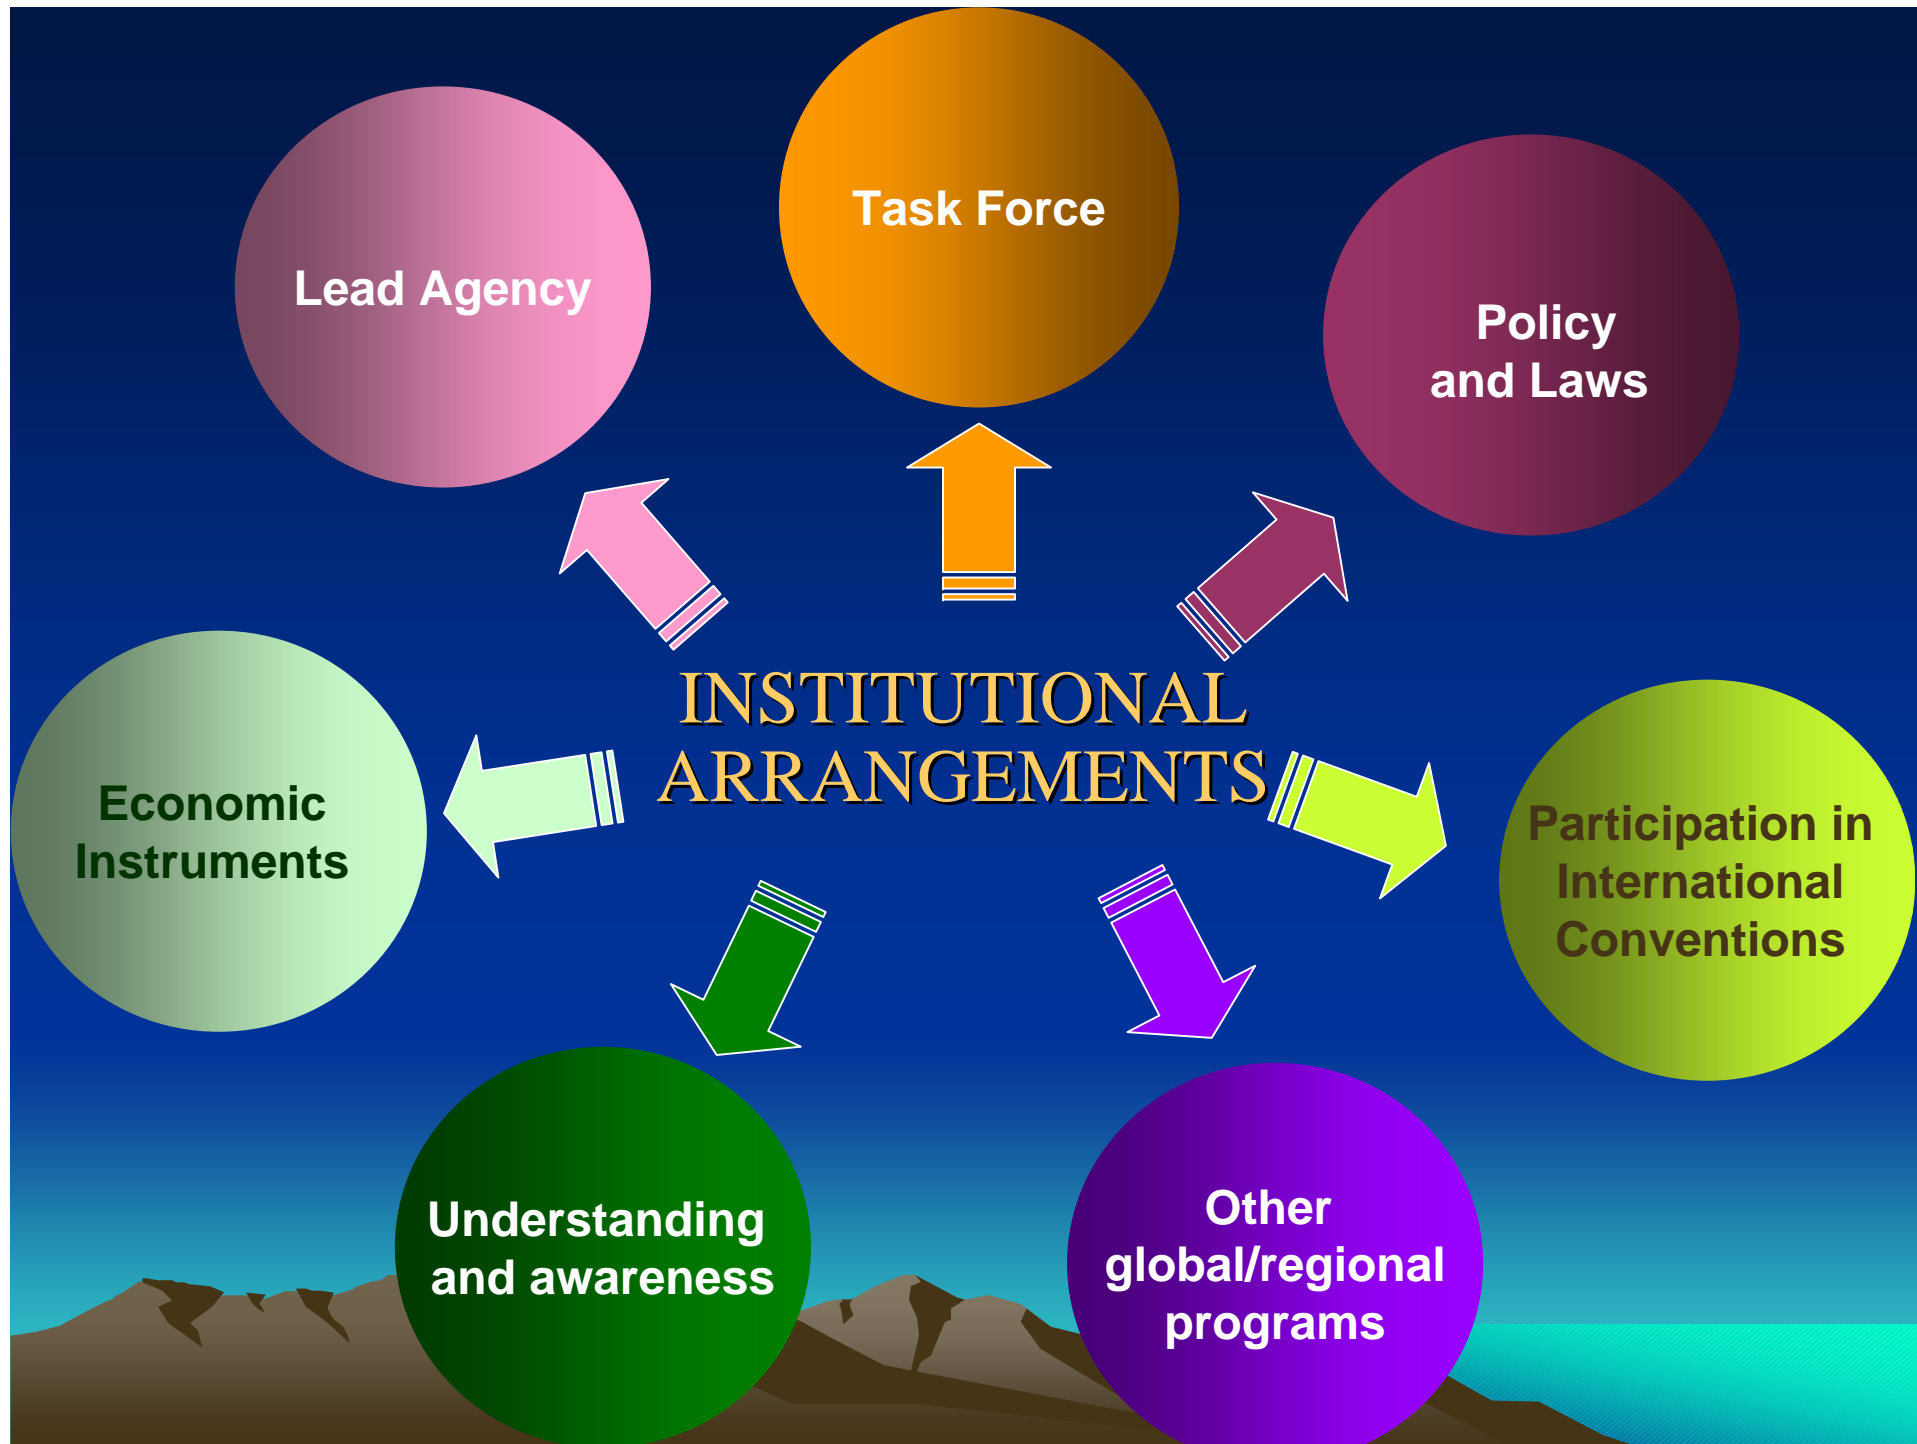 Task Force
Lead Agency
Policy
and Laws
INSTITUTIONAL
ARRANGEMENTS
Economic
Instruments
Participation in
International
Conventions
Understanding
and awareness
Other
global/regional
programs